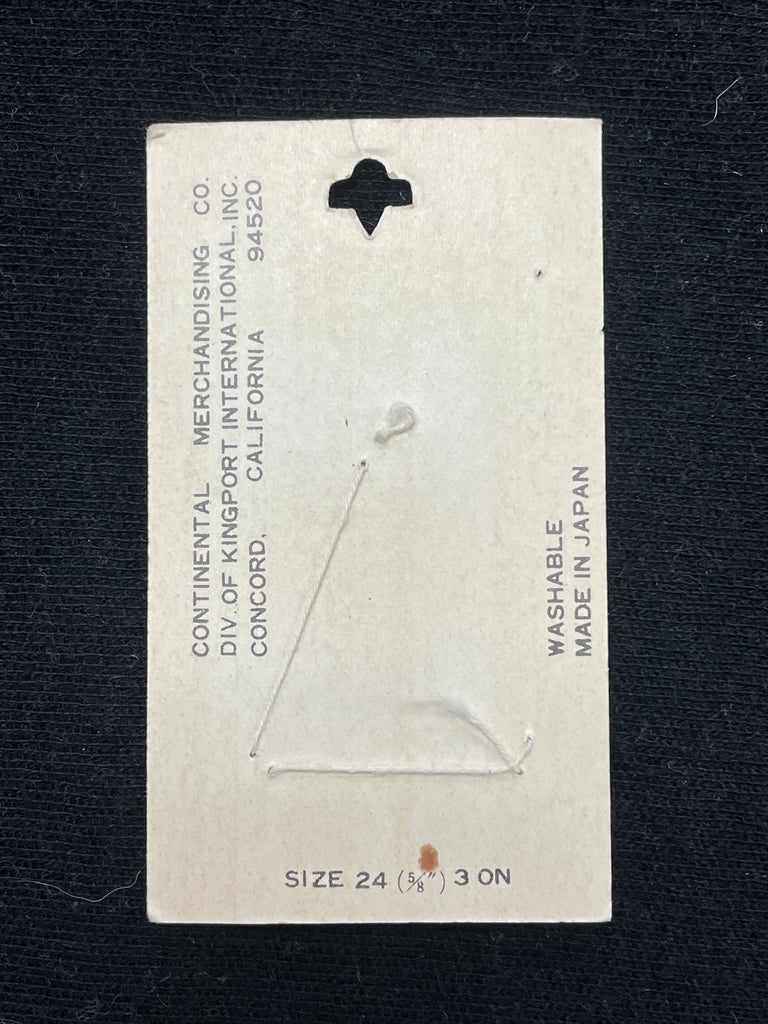 CONTINENTAL MERCHANDISING CO.
DIV. OF KINGPORT INTERNATIONAL, INC.
CONCORD, CALIFORNIA 94520
WASHABLE
MADE IN JAPAN
SIZE 24 (5/8") 3 ON